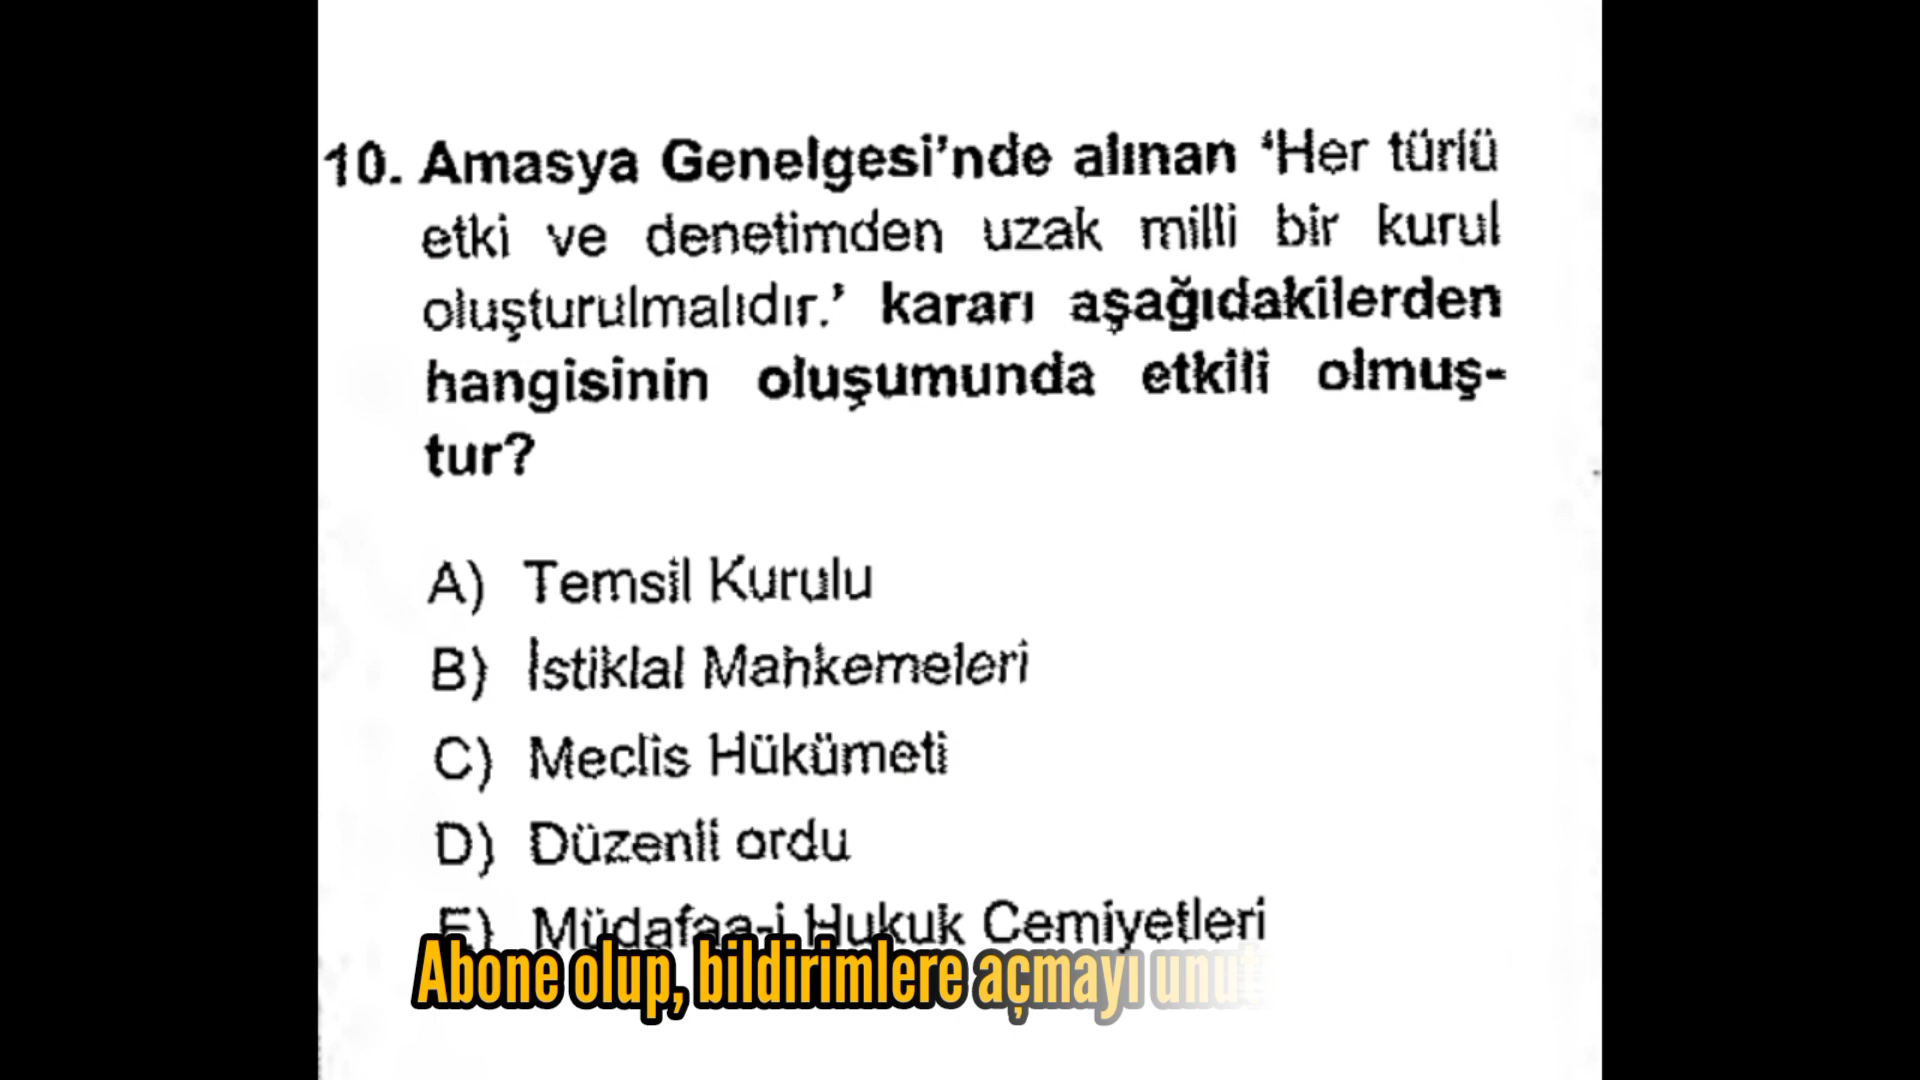 10. Amasya Genelgesi'nde alınan 'Her türlü
etki ve denetimden uzak milli bir kurul
oluşturulmalıdır.' kararı aşağıdakilerden
hangisinin oluşumunda etkili olmuş-
tur?
A) Temsil Kurulu
B) İstiklal Mahkemeleri
C) Meclis Hükümeti
D) Düzenli ordu
E) Müdafaa-i Hukuk Cemiyetleri
Abone olup, bildirimlere açmayı